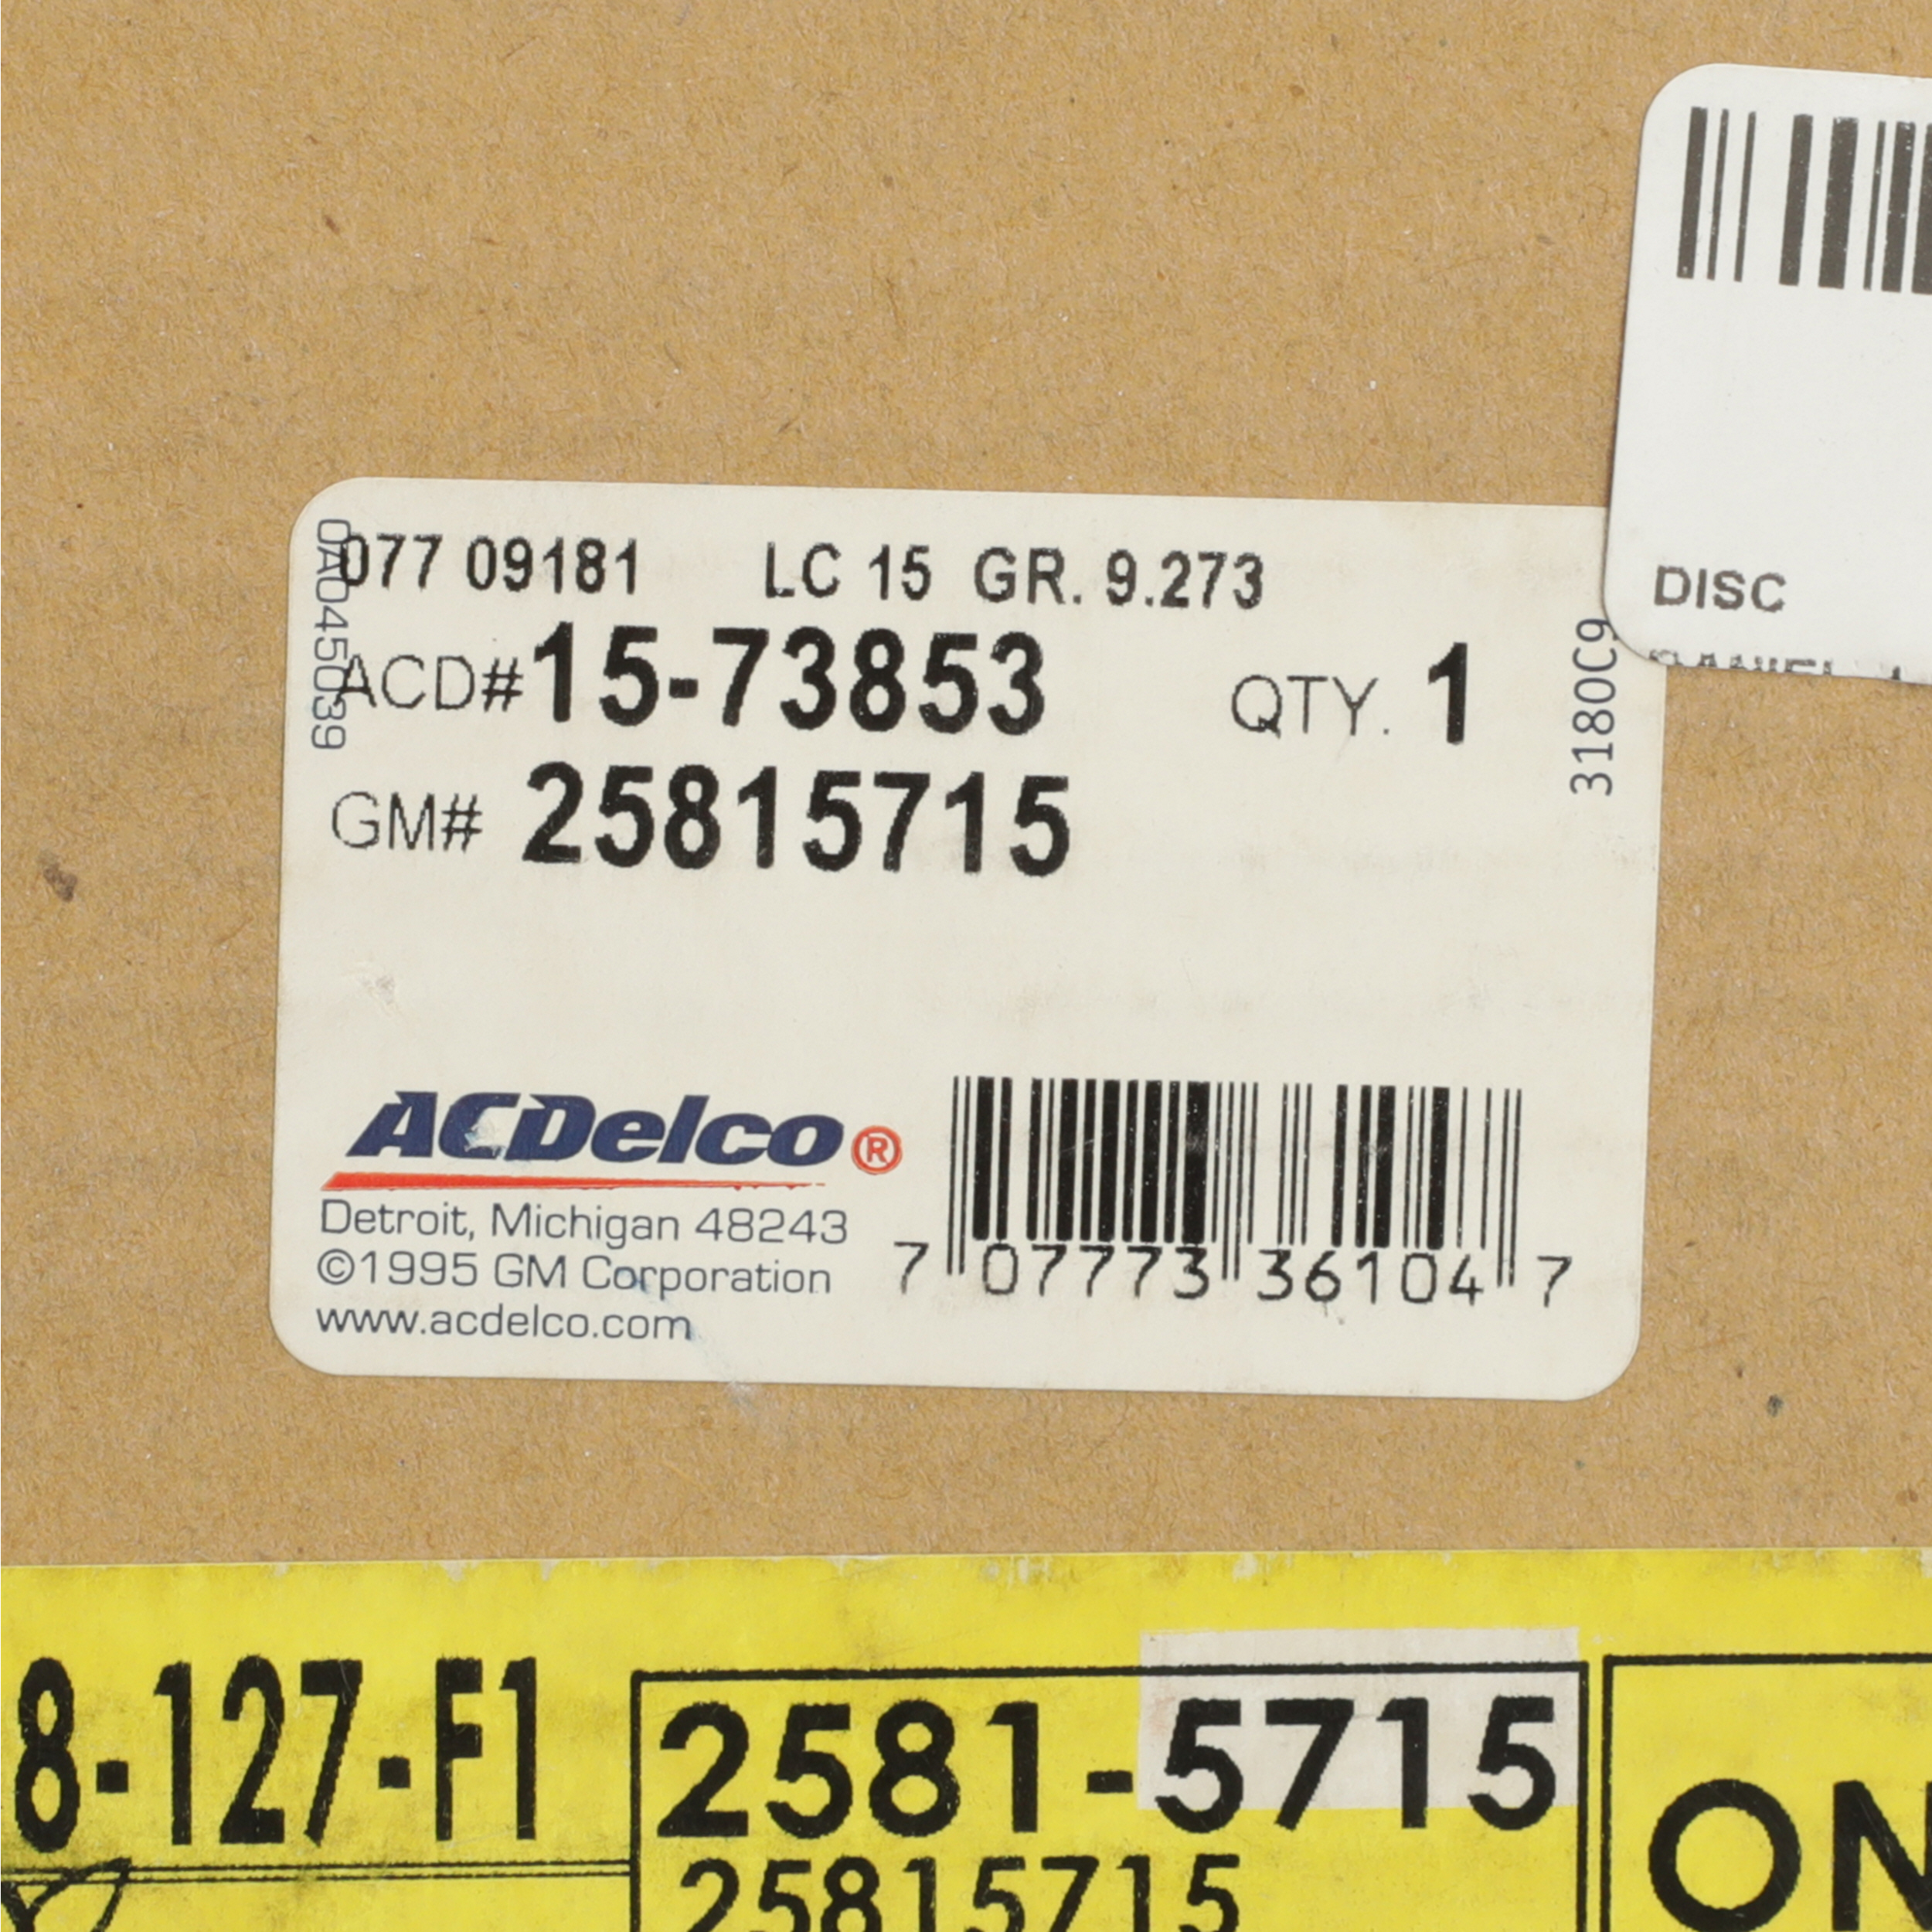 077 09181 LC 15 GR. 9.273
0A045039
ACD# 15-73853 QTY. 1
3180C9
GM# 25815715
DISC
ACDelco®
Detroit, Michigan 48243
©1995 GM Corporation
www.acdelco.com
7 07773 36104 7
8-127-F1
2581-5715
25815715
ON